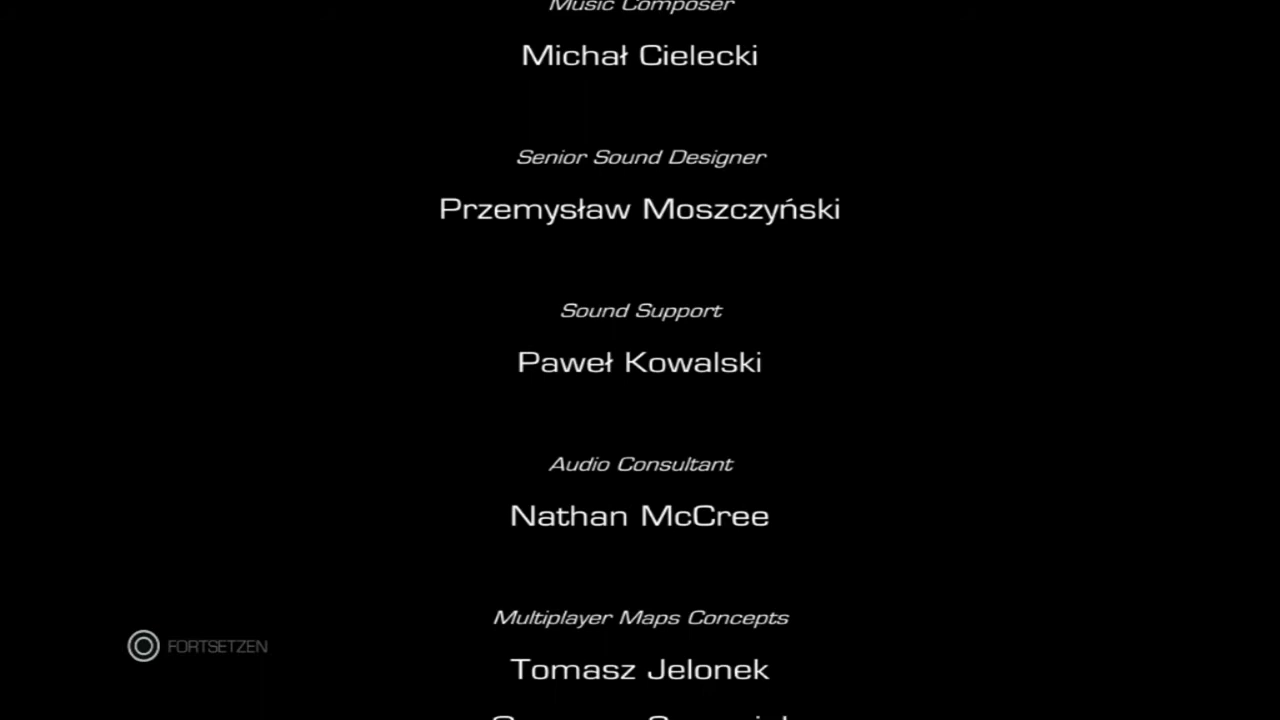 Music Composer
Michał Cielecki
Senior Sound Designer
Przemysław Moszczyński
Sound Support
Paweł Kowalski
Audio Consultant
Nathan McCree
Multiplayer Maps Concepts
FORTSETZEN
Tomasz Jelonek